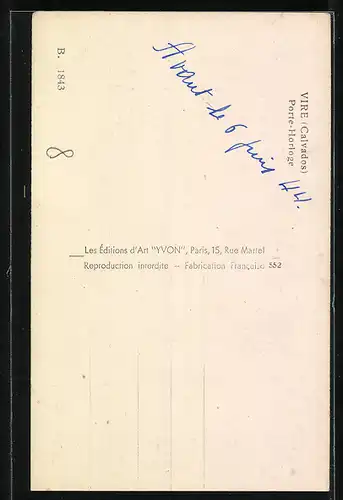 VIRE (Calvados)
Porte-Horloge
Avant le 6 juin 44.
B. 1843
8
Les Éditions d'Art "YVON", Paris, 15, Rue Martel
Reproduction interdite — Fabrication Française 552